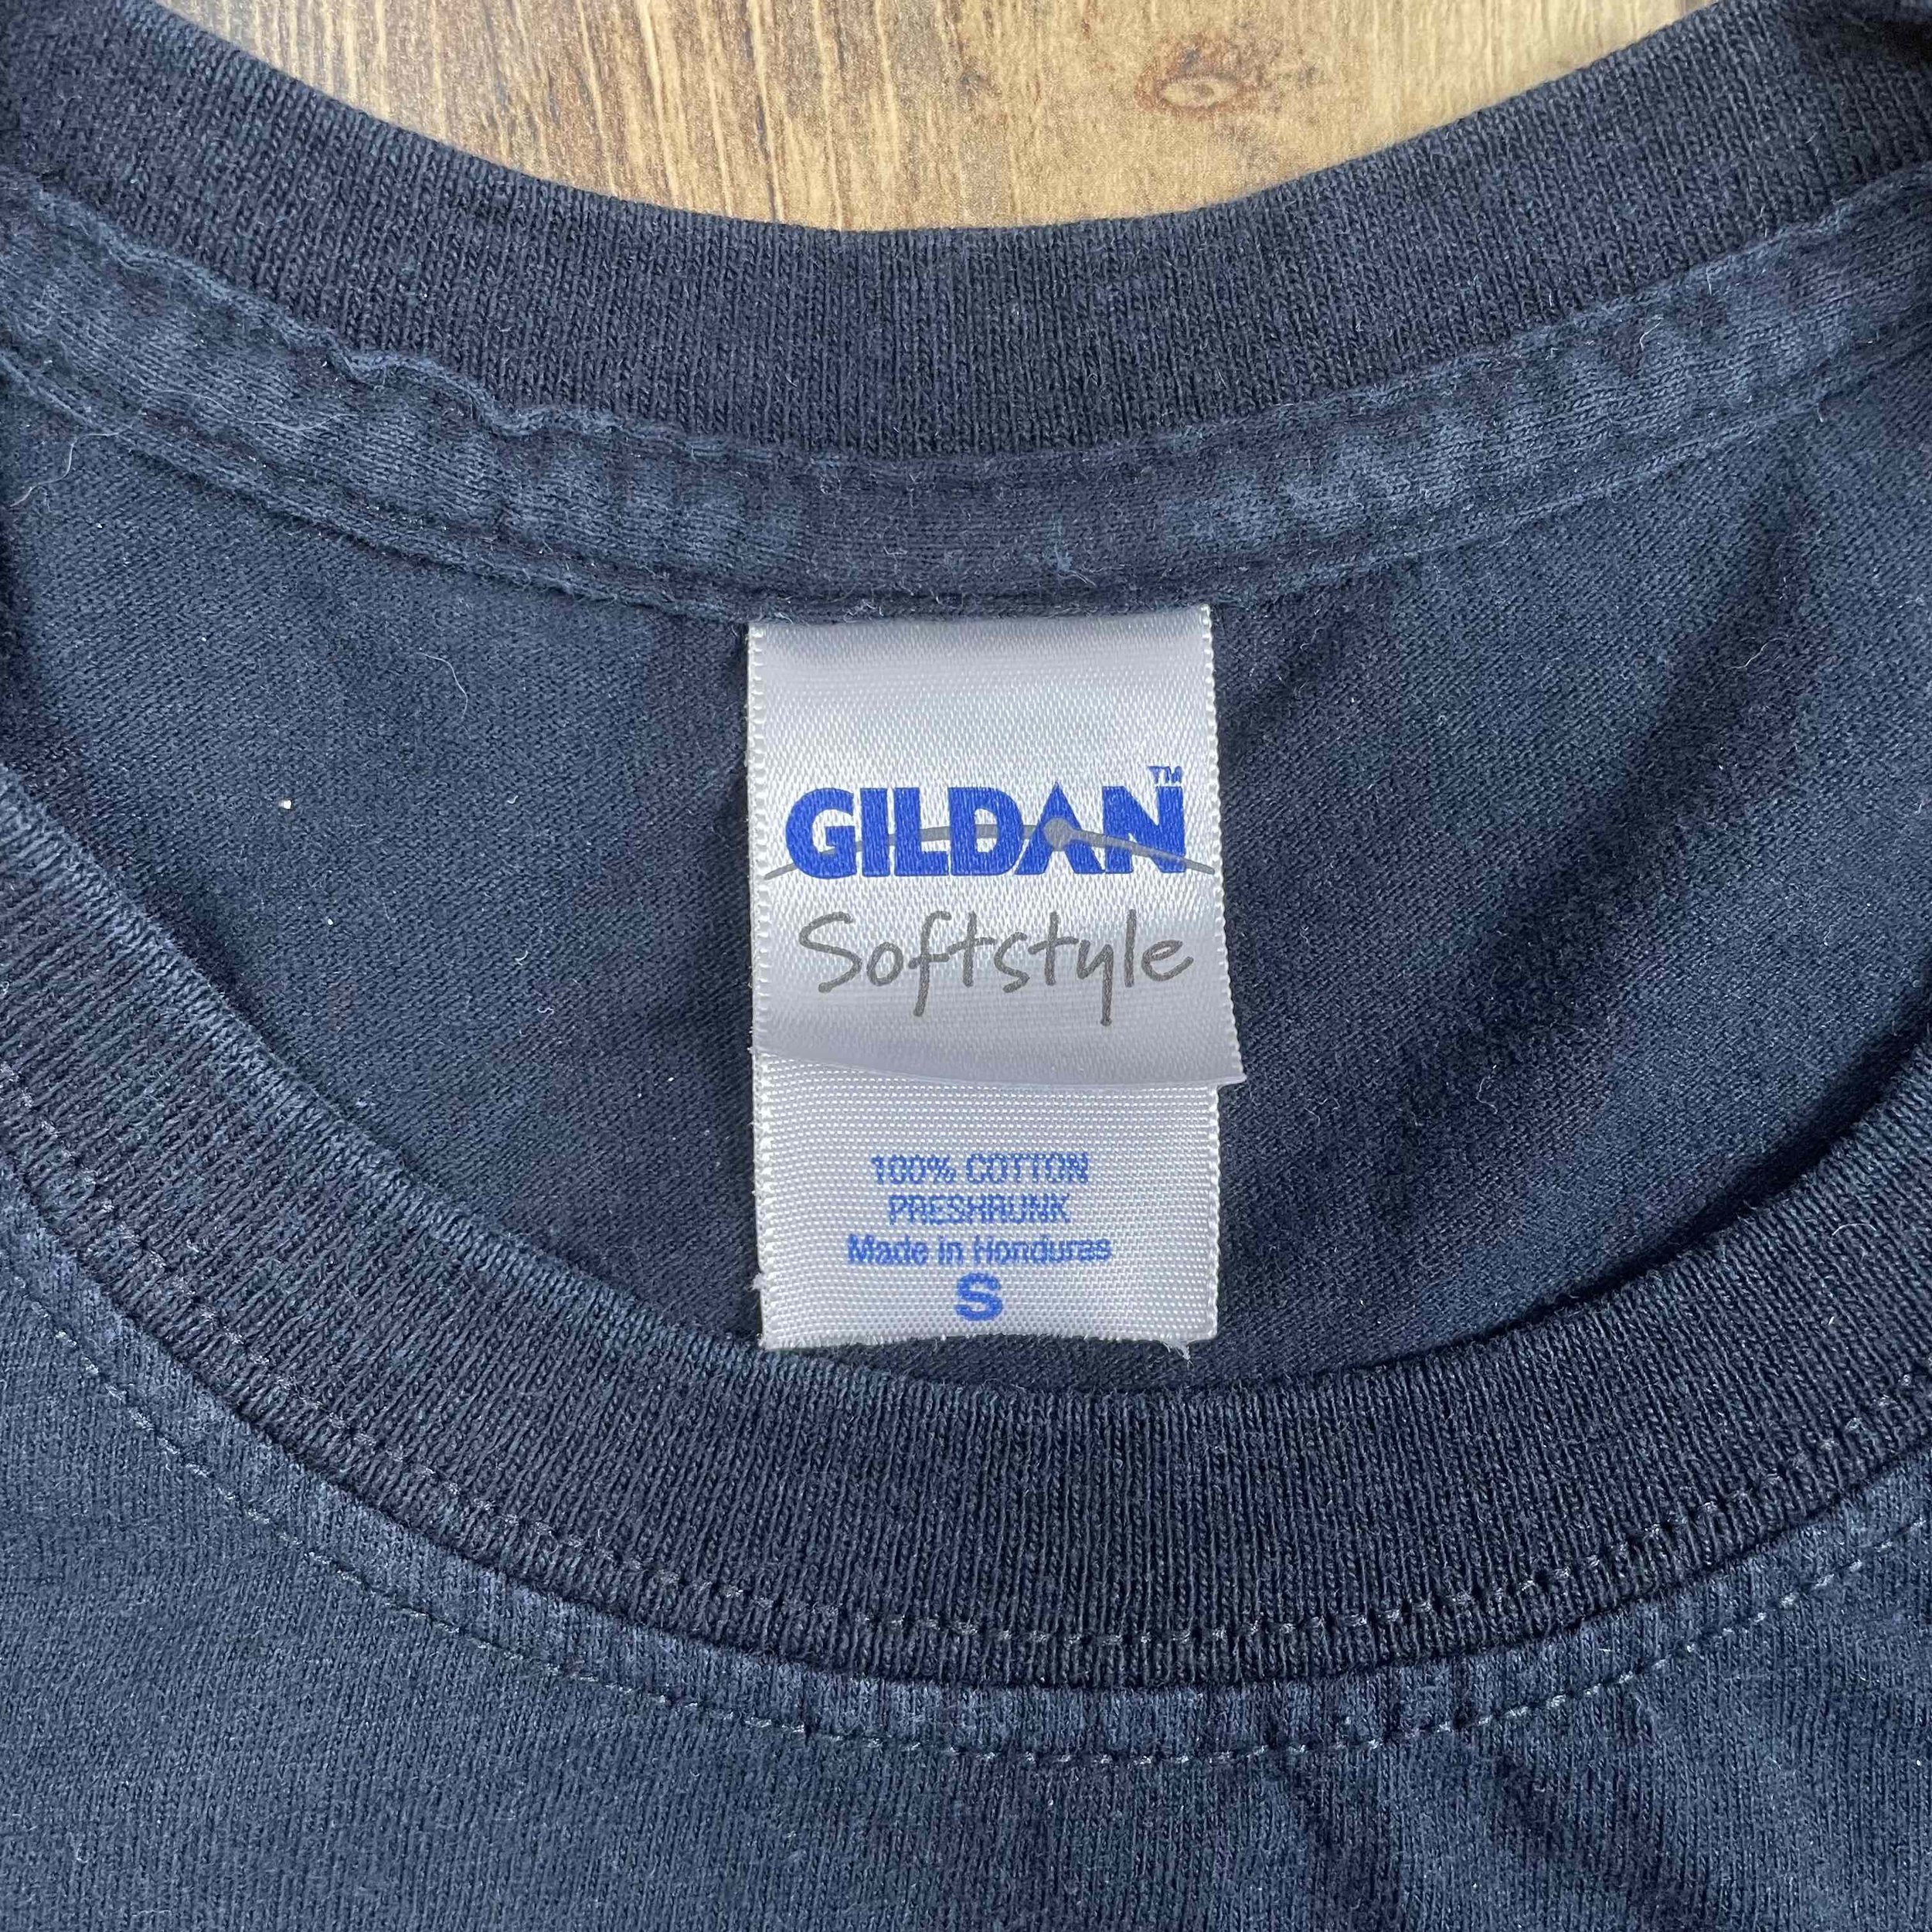 GILDAN™
Softstyle
100% COTTON
PRESHRUNK
Made in Honduras
S